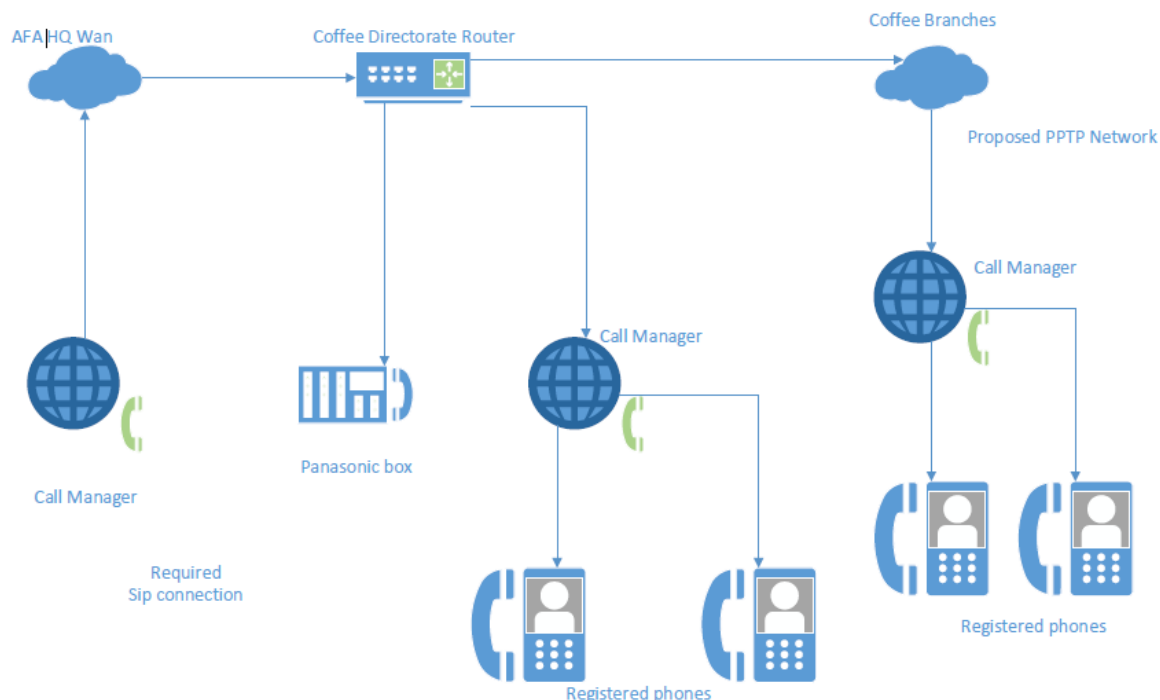 AFA HQ Wan
Coffee Directorate Router
Coffee Branches
Proposed PPTP Network
Call Manager
Call Manager
Panasonic box
Call Manager
Required
Sip connection
Registered phones
Registered phones